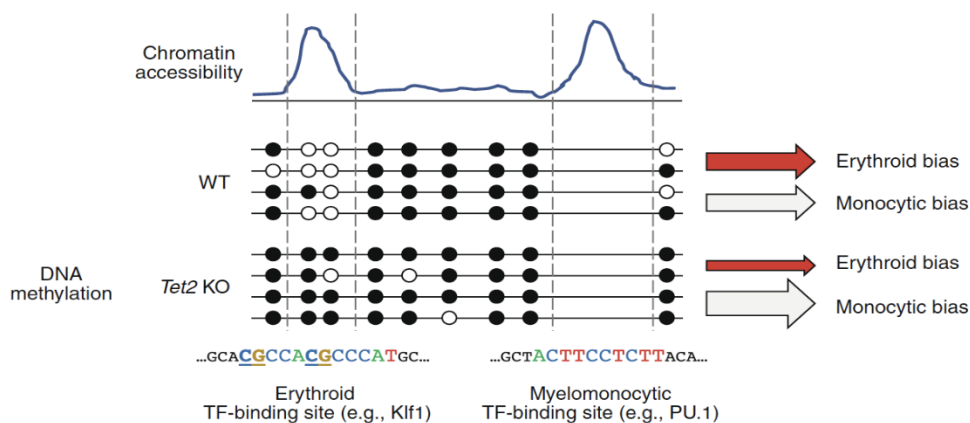 Chromatin
accessibility
WT
Erythroid bias
Monocytic bias
DNA
methylation
Tet2 KO
Erythroid bias
Monocytic bias
...GCACGCCACGCCCATGC...
...GCTACTTCCTCTTACA...
Erythroid
TF-binding site (e.g., Klf1)
Myelomonocytic
TF-binding site (e.g., PU.1)